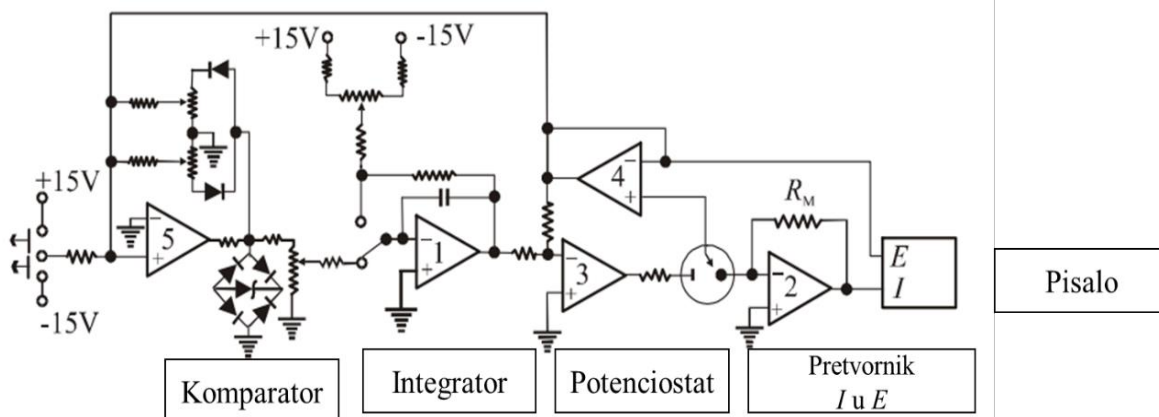 +15V
-15V
+15V
-15V
5
-
+
1
-
+
4
-
+
3
-
+
2
-
+
R_M
E
I
Pisalo
Komparator
Integrator
Potenciostat
Pretvornik
I u E